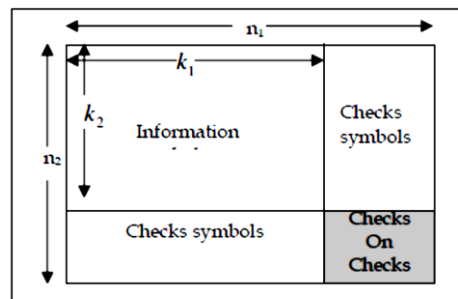 n₁
k₁
k₂
Checks
symbols
Information
n₂
Checks symbols
Checks
On
Checks